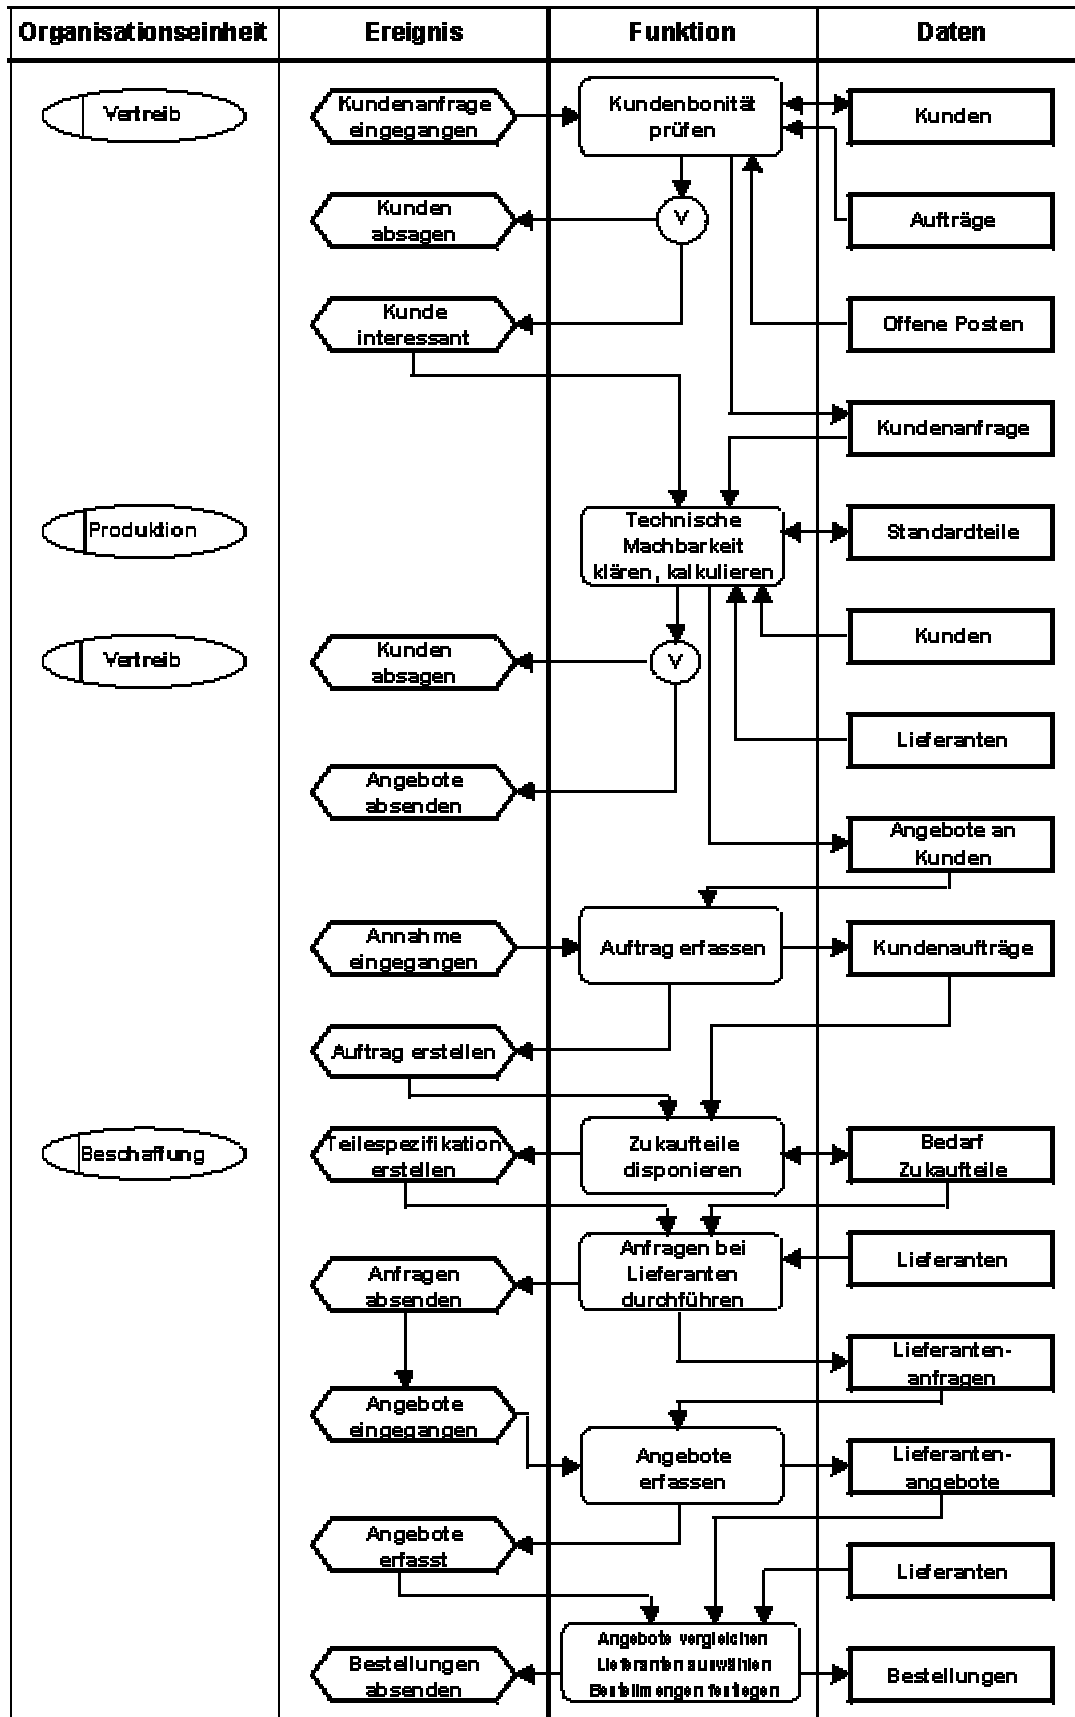 Organisationseinheit Ereignis Funktion Daten
Vertrieb
Kundenanfrage
eingegangen
Kundenbonität
prüfen
Kunden
Kunden
absagen
V
Aufträge
Kunde
interessant
Offene Posten
Kundenanfrage
Produktion
Technische
Machbarkeit
klären, kalkulieren
Standardteile
Kunden
Vertrieb
Kunden
absagen
V
Lieferanten
Angebote
absenden
Angebote an
Kunden
Annahme
eingegangen
Auftrag erfassen
Kundenaufträge
Auftrag erstellen
Beschaffung
Teilespezifikation
erstellen
Zukaufteile
disponieren
Bedarf
Zukaufteile
Anfragen
absenden
Anfragen bei
Lieferanten
durchführen
Lieferanten
Lieferanten-
anfragen
Angebote
eingegangen
Angebote
erfassen
Lieferanten-
angebote
Angebote
erfasst
Lieferanten
Bestellungen
absenden
Angebote vergleichen
Lieferanten auswählen
Bestellmengen festlegen
Bestellungen